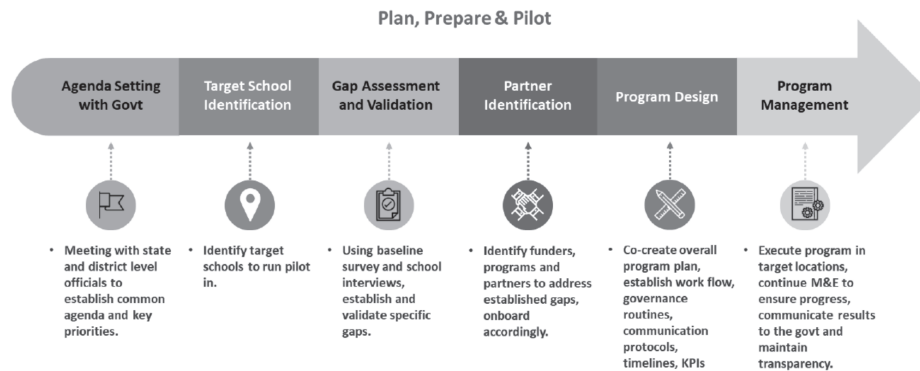 Plan, Prepare & Pilot
Agenda Setting
with Govt
Target School
Identification
Gap Assessment
and Validation
Partner
Identification
Program Design
Program
Management
• Meeting with state
and district level
officials to
establish common
agenda and key
priorities.
• Identify target
schools to run pilot
in.
• Using baseline
survey and school
interviews,
establish and
validate specific
gaps.
• Identify funders,
programs and
partners to address
established gaps,
onboard
accordingly.
• Co-create overall
program plan,
establish work flow,
governance
routines,
communication
protocols,
timelines, KPIs
• Execute program in
target locations,
continue M&E to
ensure progress,
communicate results
to the govt and
maintain
transparency.